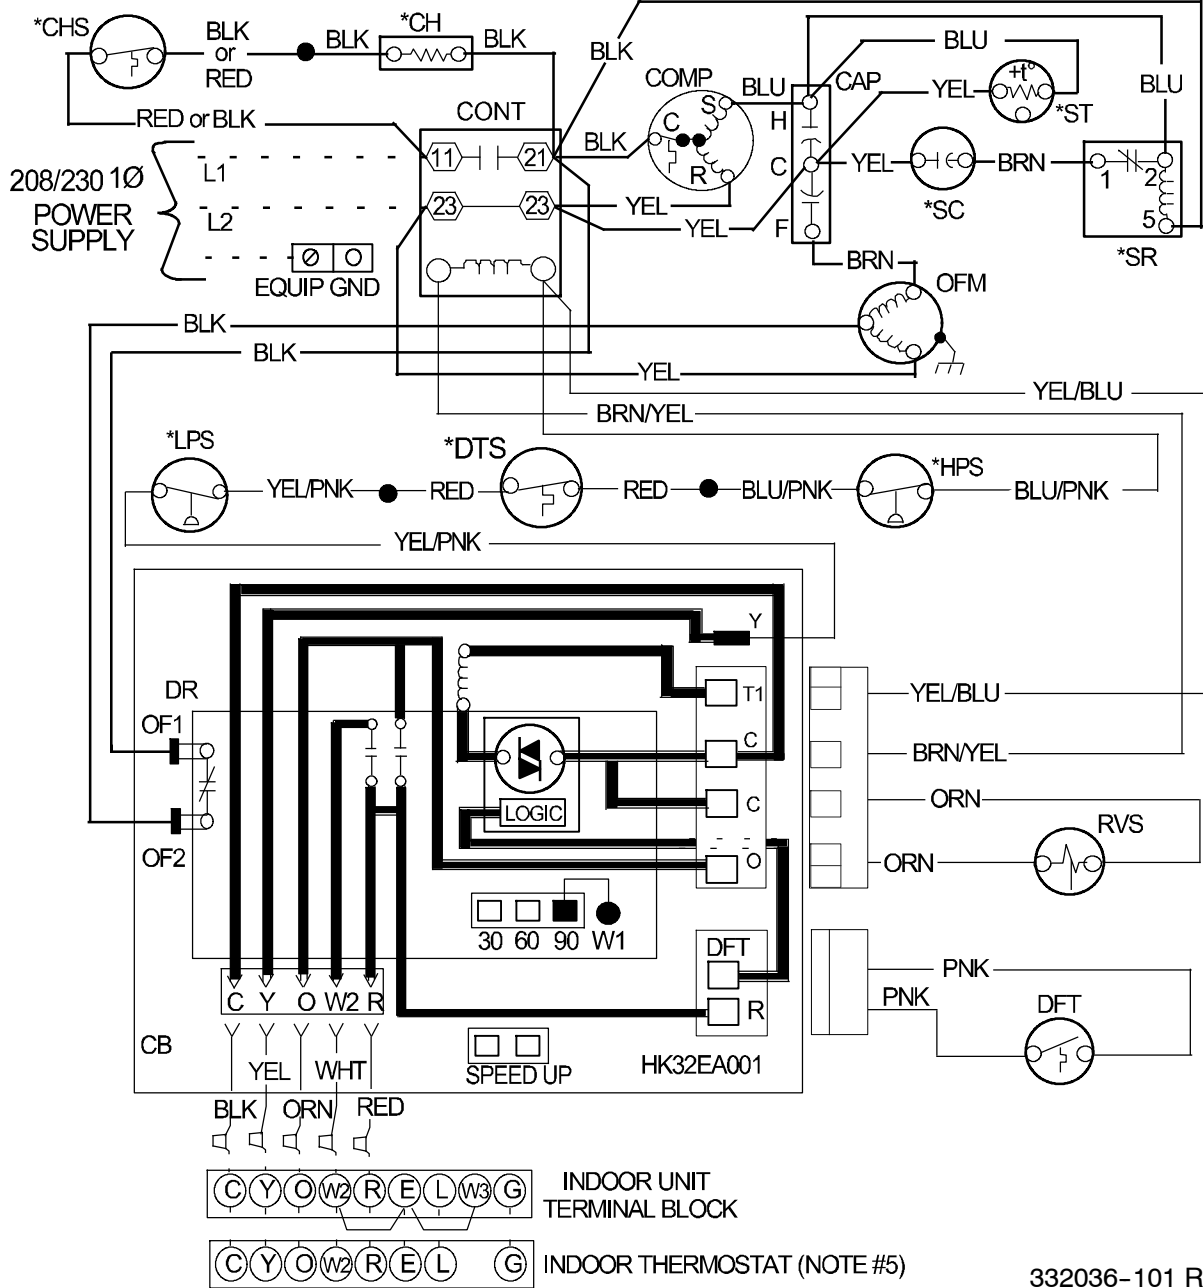 *CHS
BLK
or
RED
BLK
*CH
BLK
BLK
COMP
BLU
CAP
BLU
YEL
+t°
*ST
BLU
RED or BLK
CONT
S
H
C
R
BLK
11
21
C
YEL
BRN
1
2
*SC
208/230 1Ø
POWER
SUPPLY
L1
L2
23
23
YEL
YEL
F
5
*SR
EQUIP GND
BRN
OFM
BLK
BLK
YEL
YEL/BLU
BRN/YEL
*LPS
*DTS
*HPS
YEL/PNK
RED
RED
BLU/PNK
BLU/PNK
YEL/PNK
Y
DR
T1
YEL/BLU
OF1
C
BRN/YEL
LOGIC
C
ORN
RVS
OF2
O
ORN
30 60 90 W1
DFT
PNK
C Y O W2 R
R
PNK
DFT
CB
SPEED UP
HK32EA001
YEL
WHT
BLK
ORN
RED
C Y O W2 R E L W3 G
INDOOR UNIT
TERMINAL BLOCK
C Y O W2 R E L G
INDOOR THERMOSTAT (NOTE #5)
332036-101 R